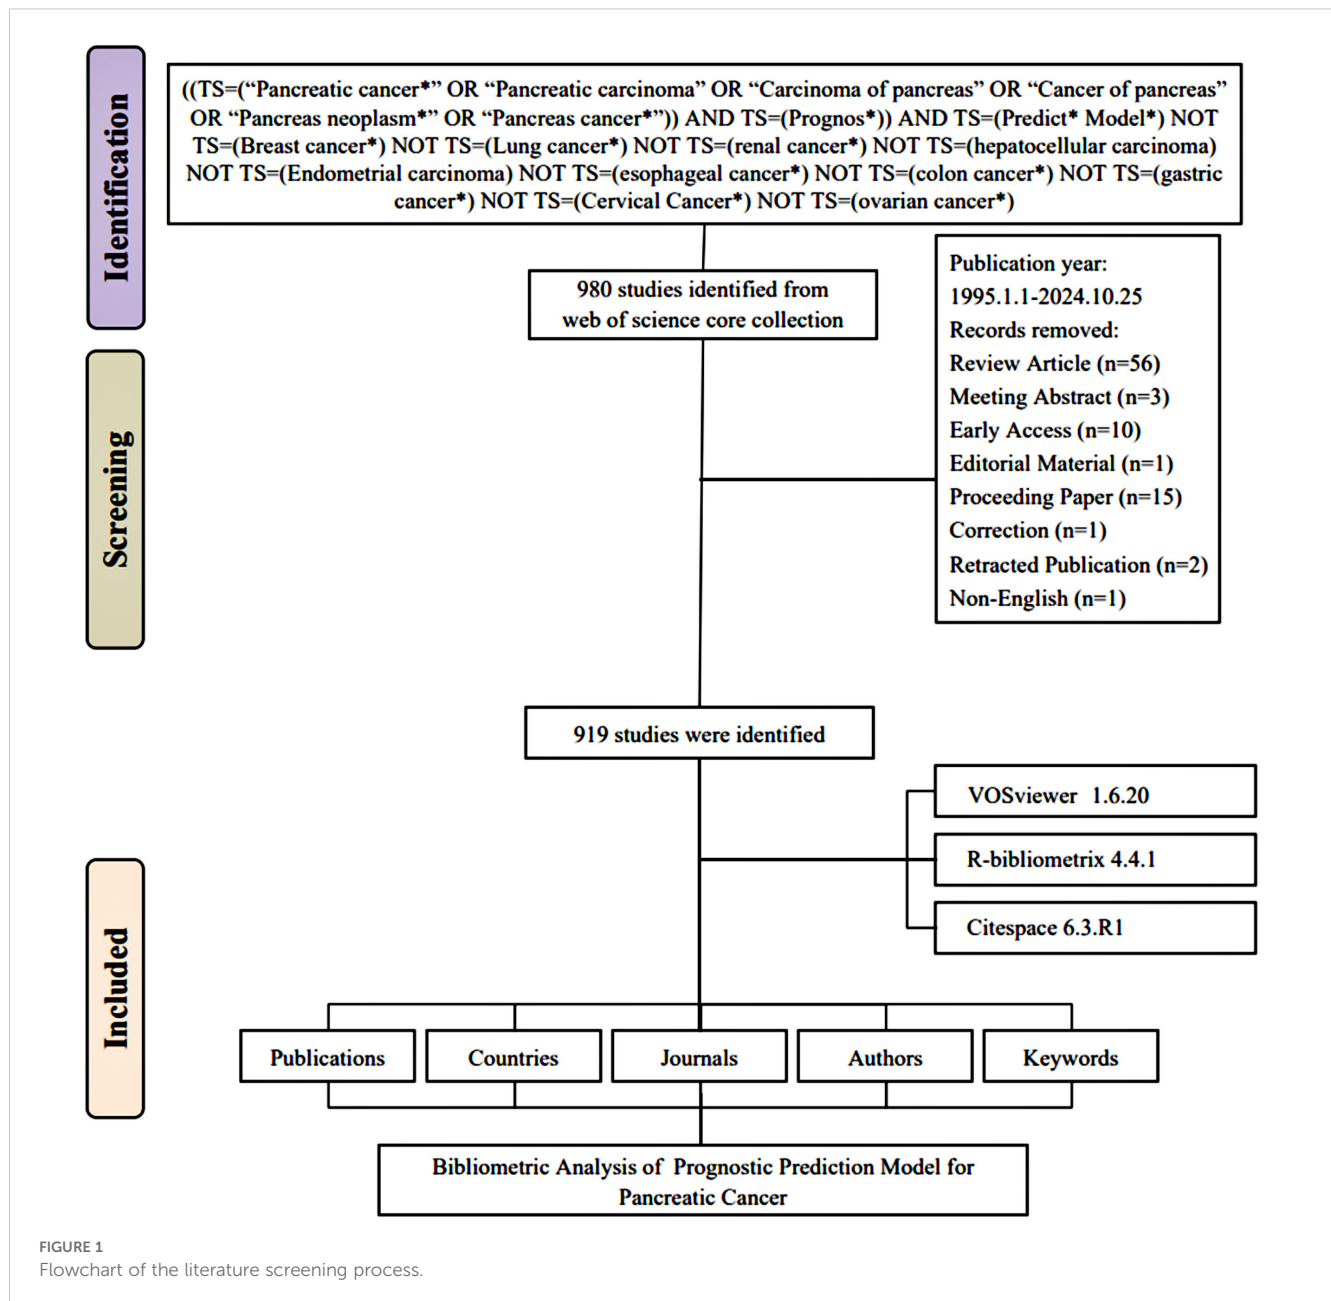 Identification
((TS=(“Pancreatic cancer*” OR “Pancreatic carcinoma” OR “Carcinoma of pancreas” OR “Cancer of pancreas”
OR “Pancreas neoplasm*” OR “Pancreas cancer*”)) AND TS=(Prognos*)) AND TS=(Predict* Model*) NOT
TS=(Breast cancer*) NOT TS=(Lung cancer*) NOT TS=(renal cancer*) NOT TS=(hepatocellular carcinoma)
NOT TS=(Endometrial carcinoma) NOT TS=(esophageal cancer*) NOT TS=(colon cancer*) NOT TS=(gastric
cancer*) NOT TS=(Cervical Cancer*) NOT TS=(ovarian cancer*)
980 studies identified from
web of science core collection
Screening
Publication year:
1995.1.1-2024.10.25
Records removed:
Review Article (n=56)
Meeting Abstract (n=3)
Early Access (n=10)
Editorial Material (n=1)
Proceeding Paper (n=15)
Correction (n=1)
Retracted Publication (n=2)
Non-English (n=1)
919 studies were identified
VOSviewer 1.6.20
R-bibliometrix 4.4.1
Citespace 6.3.R1
Included
Publications
Countries
Journals
Authors
Keywords
Bibliometric Analysis of Prognostic Prediction Model for
Pancreatic Cancer
FIGURE 1
Flowchart of the literature screening process.